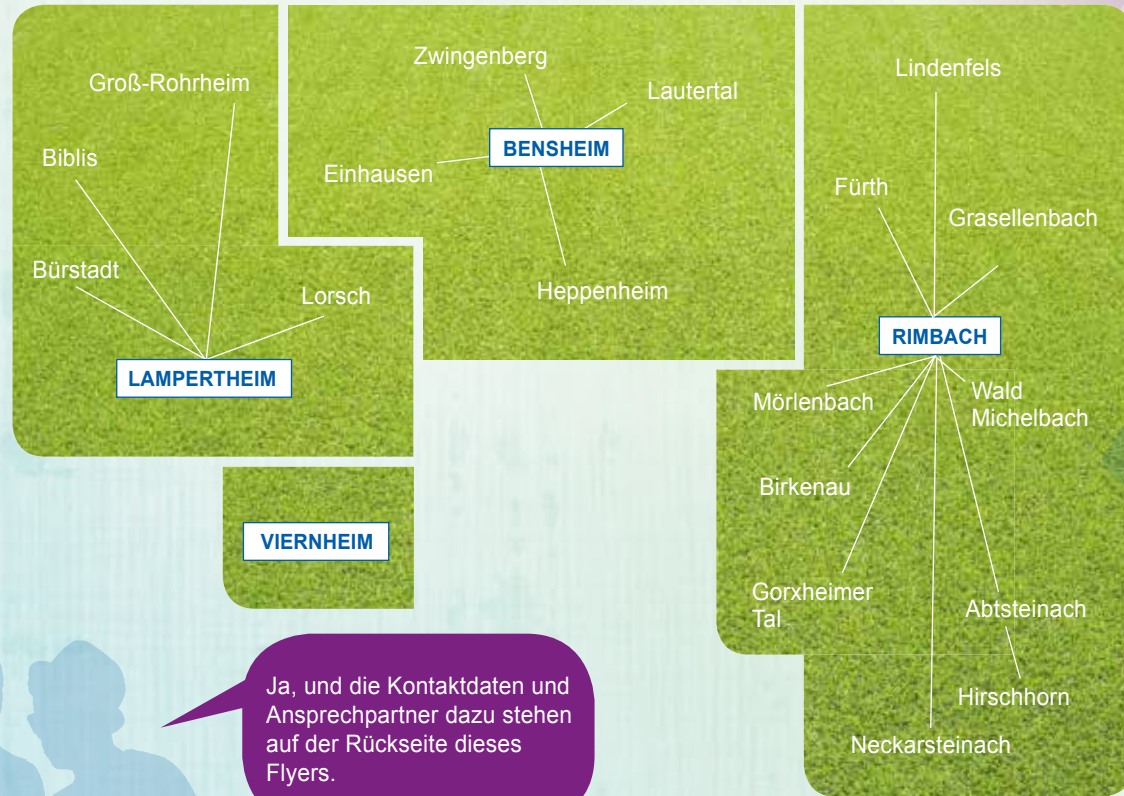 Groß-Rohrheim
Biblis
Bürstadt
Lorsch
LAMPERTHEIM
Zwingenberg
Lautertal
BENSHEIM
Einhausen
Heppenheim
Lindenfels
Fürth
Grasellenbach
RIMBACH
Mörlenbach
Wald
Michelbach
Birkenau
Gorxheimer
Tal
Abtsteinach
Hirschhorn
Neckarsteinach
VIERNHEIM
Ja, und die Kontaktdaten und
Ansprechpartner dazu stehen
auf der Rückseite dieses
Flyers.